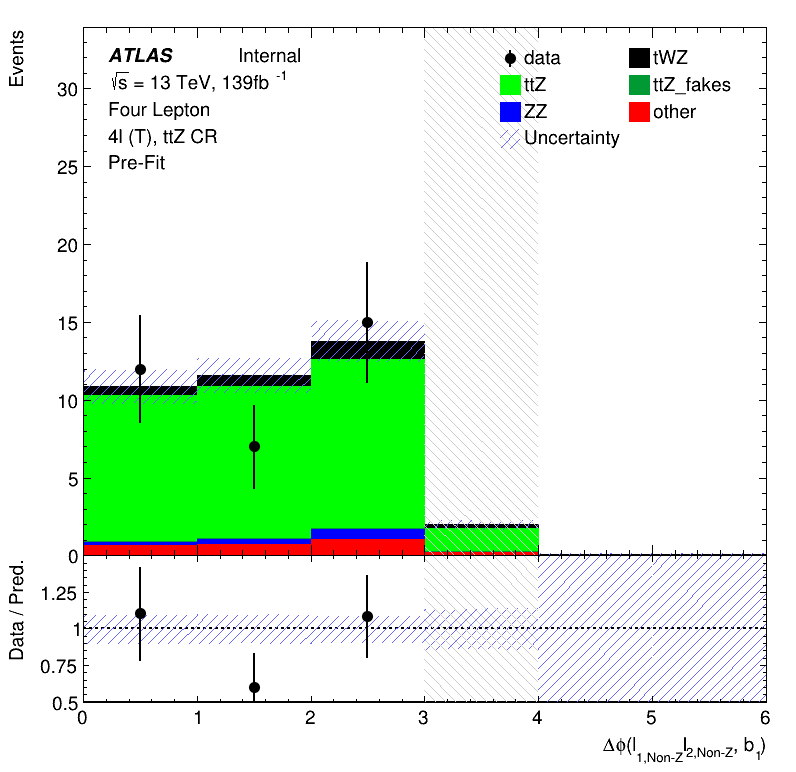 Events
ATLAS Internal
√s = 13 TeV, 139fb -1
Four Lepton
4l (T), ttZ CR
Pre-Fit
data tWZ
ttZ ttZ_fakes
ZZ other
Uncertainty
30
25
20
15
10
5
0
Data / Pred.
1.25
1
0.75
0.5
0 1 2 3 4 5 6
Δϕ(l1,Non-Z l2,Non-Z, b1)